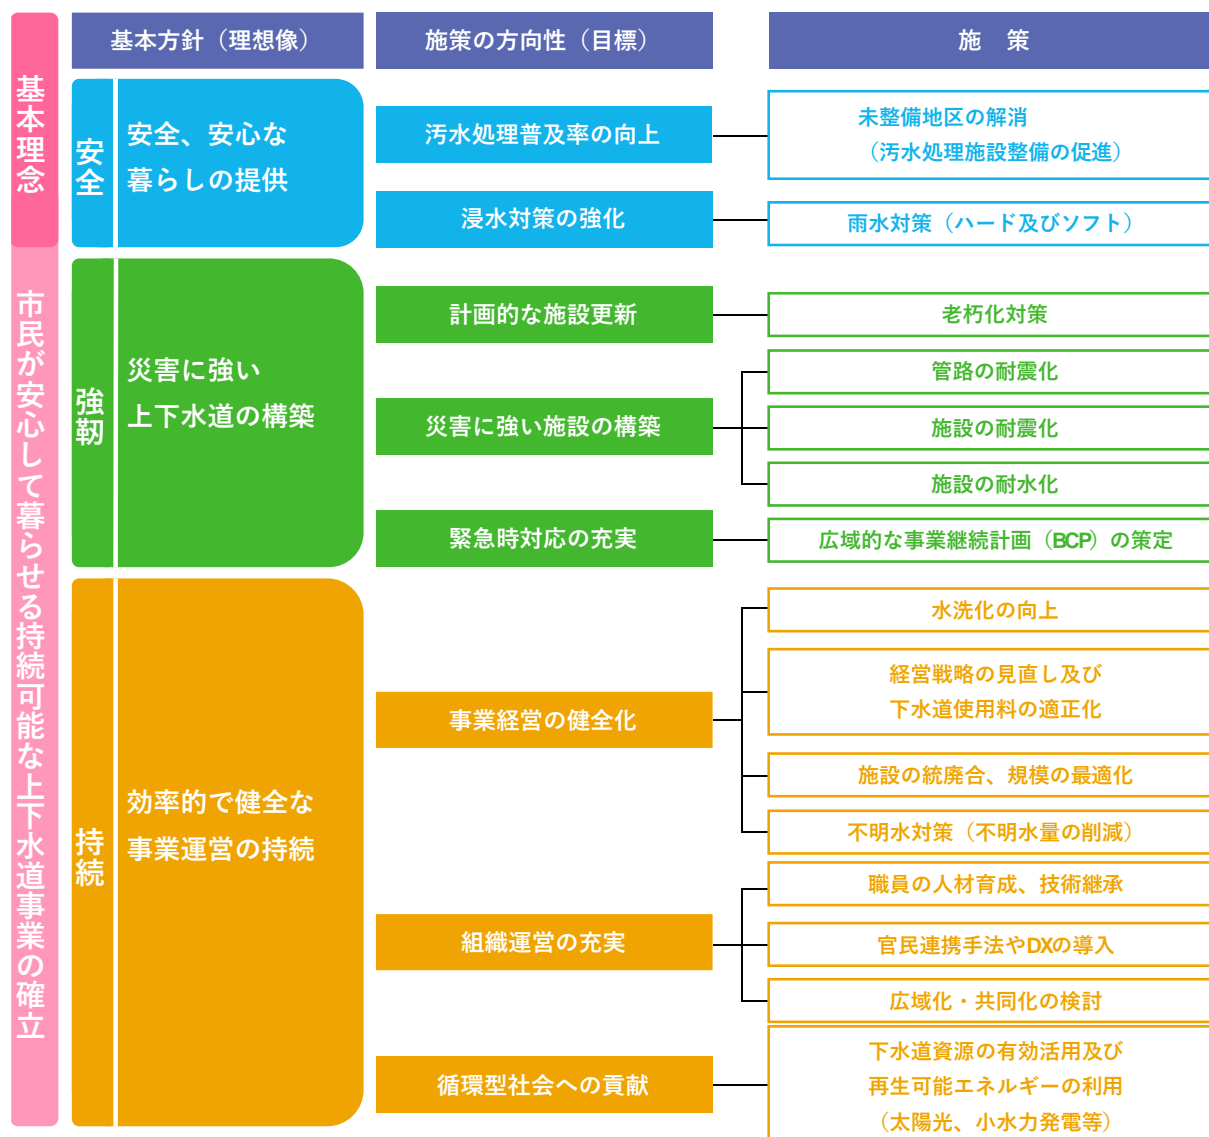 基本理念
市民が安心して暮らせる持続可能な上下水道事業の確立
基本方針（理想像）
施策の方向性（目標）
施　策
安全
安全、安心な
暮らしの提供
汚水処理普及率の向上
未整備地区の解消
（汚水処理施設整備の促進）
浸水対策の強化
雨水対策（ハード及びソフト）
強靭
災害に強い
上下水道の構築
計画的な施設更新
老朽化対策
災害に強い施設の構築
管路の耐震化
施設の耐震化
施設の耐水化
緊急時対応の充実
広域的な事業継続計画（BCP）の策定
持続
効率的で健全な
事業運営の持続
事業経営の健全化
水洗化の向上
経営戦略の見直し及び
下水道使用料の適正化
施設の統廃合、規模の最適化
不明水対策（不明水量の削減）
組織運営の充実
職員の人材育成、技術継承
官民連携手法やDXの導入
広域化・共同化の検討
循環型社会への貢献
下水道資源の有効活用及び
再生可能エネルギーの利用
（太陽光、小水力発電等）